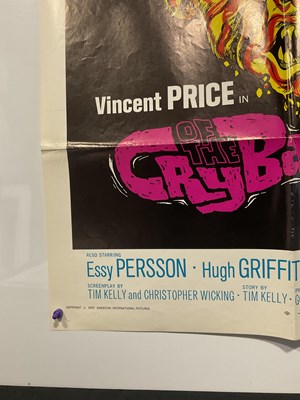 Vincent PRICE IN
OF
THE
CRY Ba
ALSO STARRING
Essy PERSSON · Hugh GRIFFIT
SCREENPLAY BY
TIM KELLY and CHRISTOPHER WICKING ·
STORY BY
TIM KELLY ·